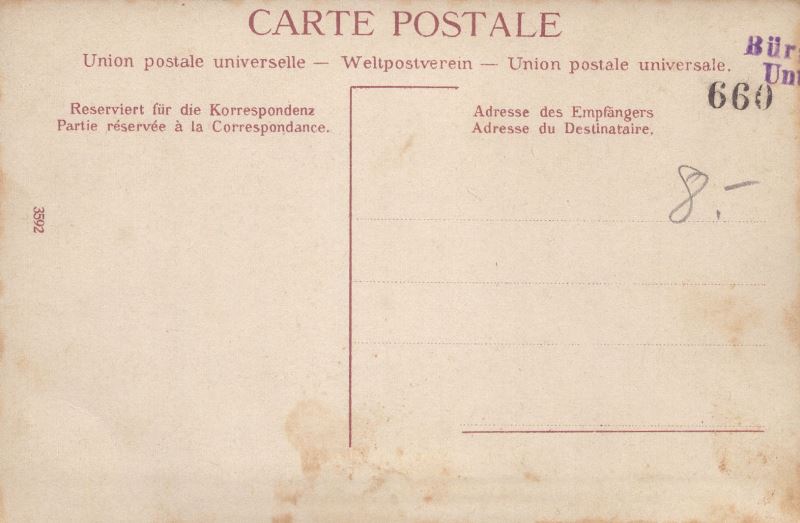 CARTE POSTALE
Union postale universelle — Weltpostverein — Union postale universale.
Bür
Un
660
Reserviert für die Korrespondenz
Partie réservée à la Correspondance.
Adresse des Empfängers
Adresse du Destinataire.
8.-
3592